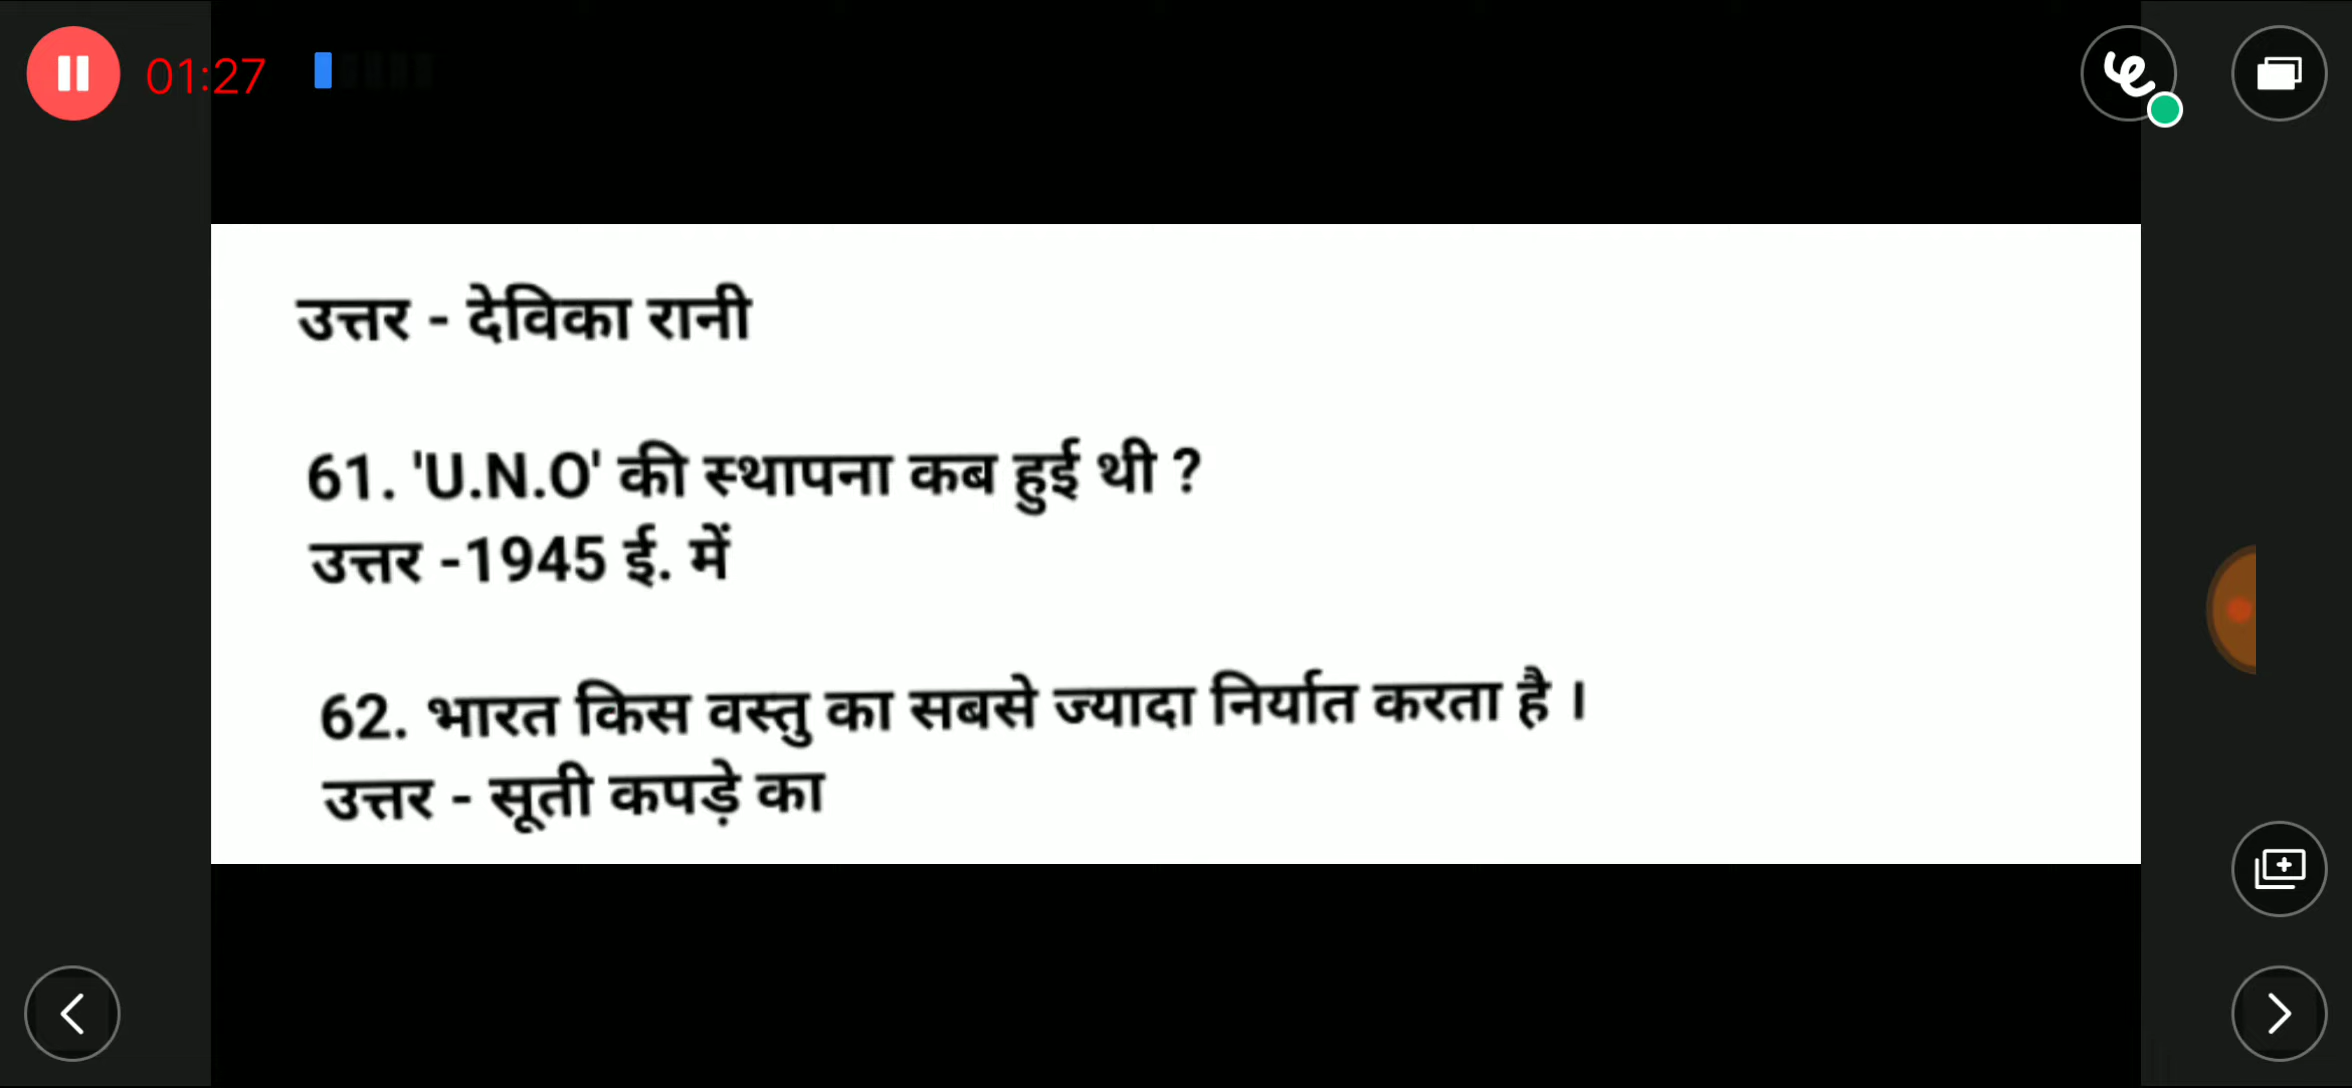 01:27
उत्तर - देविका रानी
61. 'U.N.O' की स्थापना कब हुई थी ?
उत्तर -1945 ई. में
62. भारत किस वस्तु का सबसे ज्यादा निर्यात करता है ।
उत्तर - सूती कपड़े का